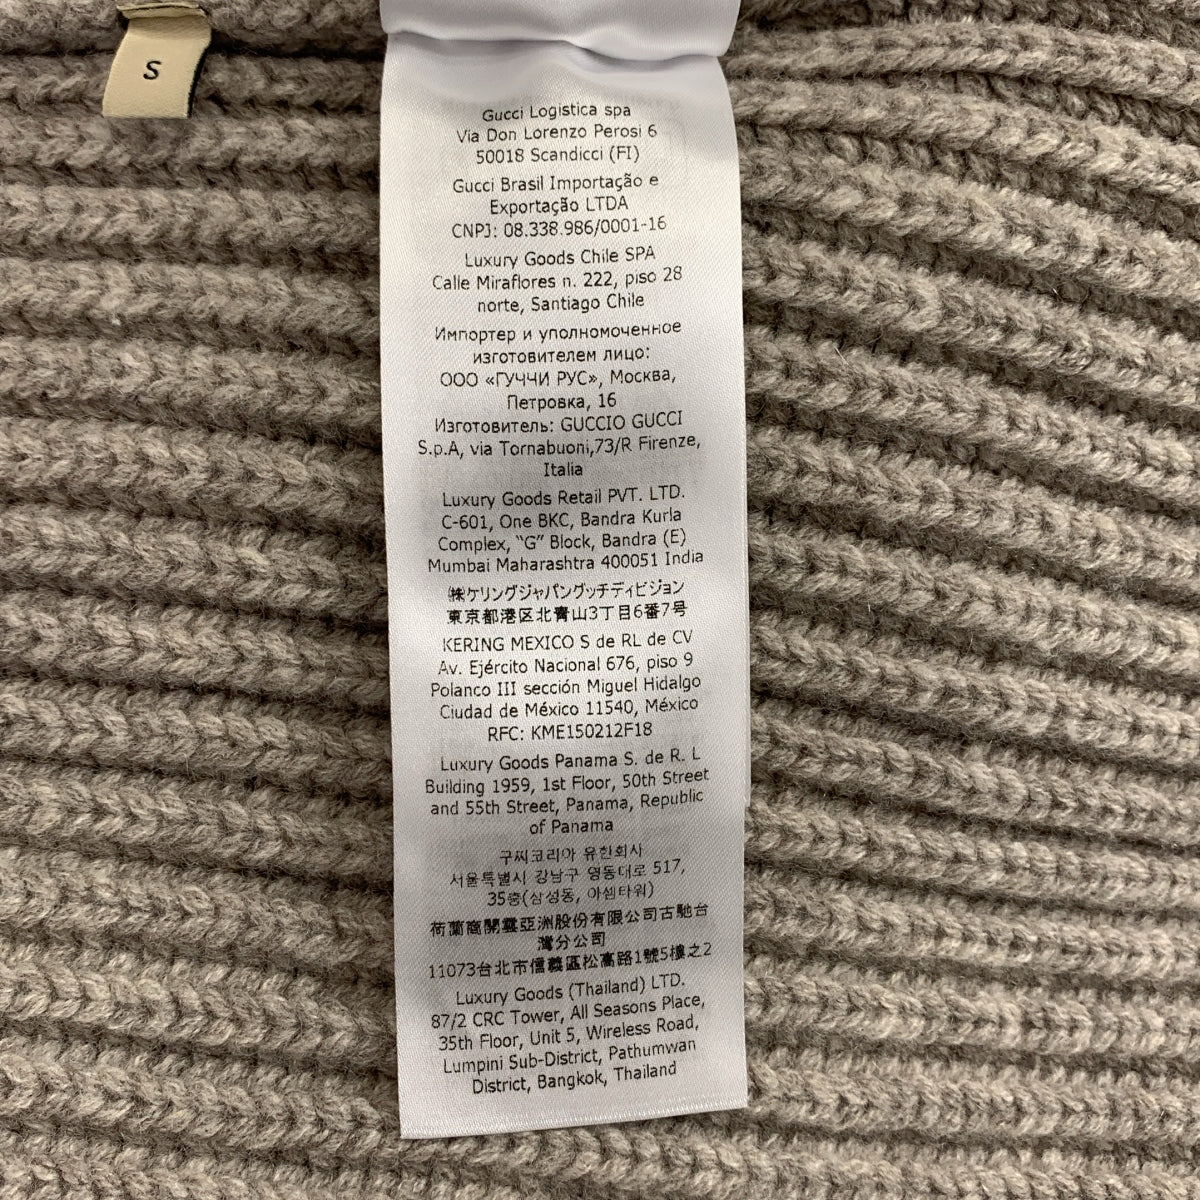 S
Gucci Logistica spa
Via Don Lorenzo Perosi 6
50018 Scandicci (FI)
Gucci Brasil Importação e
Exportação LTDA
CNPJ: 08.338.986/0001-16
Luxury Goods Chile SPA
Calle Miraflores n. 222, piso 28
norte, Santiago Chile
Импортер и уполномоченное
изготовителем лицо:
ООО «ГУЧЧИ РУС», Москва,
Петровка, 16
Изготовитель: GUCCIO GUCCI
S.p.A, via Tornabuoni,73/R Firenze,
Italia
Luxury Goods Retail PVT. LTD.
C-601, One BKC, Bandra Kurla
Complex, “G” Block, Bandra (E)
Mumbai Maharashtra 400051 India
㈱ケリングジャパングッチディビジョン
東京都港区北青山3丁目6番7号
KERING MEXICO S de RL de CV
Av. Ejército Nacional 676, piso 9
Polanco III sección Miguel Hidalgo
Ciudad de México 11540, México
RFC: KME150212F18
Luxury Goods Panama S. de R. L
Building 1959, 1st Floor, 50th Street
and 55th Street, Panama, Republic
of Panama
구찌코리아 유한회사
서울특별시 강남구 영동대로 517,
35층(삼성동, 아셈타워)
荷蘭商開雲亞洲股份有限公司古馳台
灣分公司
11073台北市信義區松高路1號5樓之2
Luxury Goods (Thailand) LTD.
87/2 CRC Tower, All Seasons Place,
35th Floor, Unit 5, Wireless Road,
Lumpini Sub-District, Pathumwan
District, Bangkok, Thailand